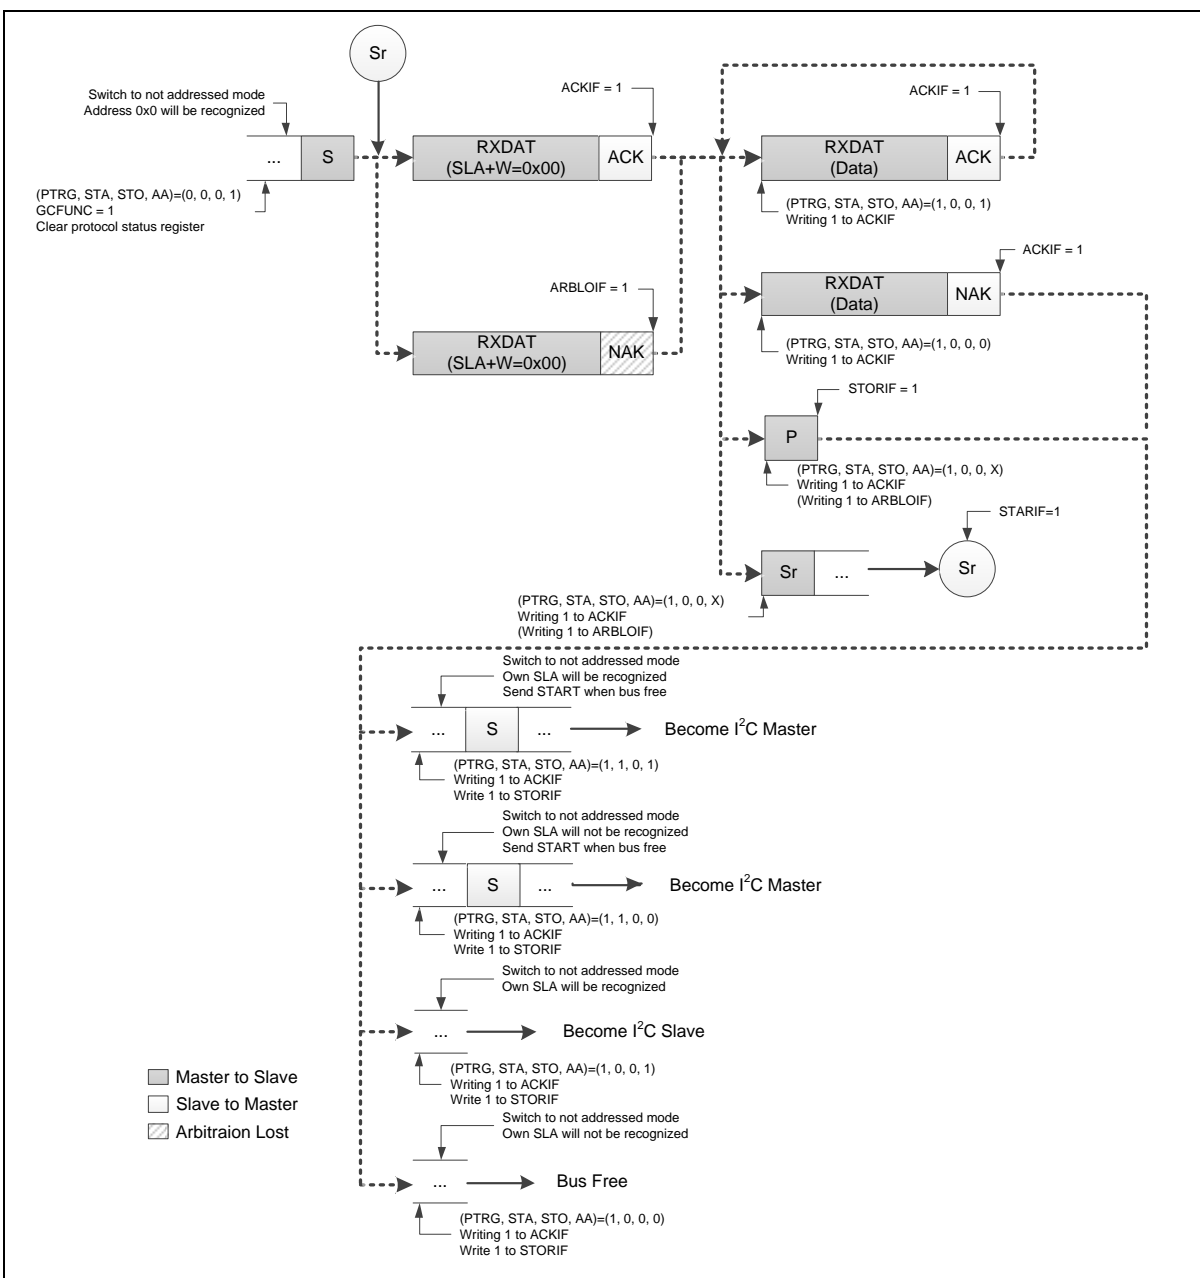 Sr
Switch to not addressed mode
Address 0x0 will be recognized
ACKIF = 1
ACKIF = 1
...
S
RXDAT
(SLA+W=0x00)
ACK
RXDAT
(Data)
ACK
(PTRG, STA, STO, AA)=(0, 0, 0, 1)
GCFUNC = 1
Clear protocol status register
(PTRG, STA, STO, AA)=(1, 0, 0, 1)
Writing 1 to ACKIF
ACKIF = 1
ARBLOIF = 1
RXDAT
(Data)
NAK
RXDAT
(SLA+W=0x00)
NAK
(PTRG, STA, STO, AA)=(1, 0, 0, 0)
Writing 1 to ACKIF
STORIF = 1
P
(PTRG, STA, STO, AA)=(1, 0, 0, X)
Writing 1 to ACKIF
(Writing 1 to ARBLOIF)
STARIF=1
Sr
...
Sr
(PTRG, STA, STO, AA)=(1, 0, 0, X)
Writing 1 to ACKIF
(Writing 1 to ARBLOIF)
Switch to not addressed mode
Own SLA will be recognized
Send START when bus free
...
S
...
Become I²C Master
(PTRG, STA, STO, AA)=(1, 1, 0, 1)
Writing 1 to ACKIF
Write 1 to STORIF
Switch to not addressed mode
Own SLA will not be recognized
Send START when bus free
...
S
...
Become I²C Master
(PTRG, STA, STO, AA)=(1, 1, 0, 0)
Writing 1 to ACKIF
Write 1 to STORIF
Switch to not addressed mode
Own SLA will be recognized
...
Become I²C Slave
(PTRG, STA, STO, AA)=(1, 0, 0, 1)
Writing 1 to ACKIF
Write 1 to STORIF
Master to Slave
Slave to Master
Arbitraion Lost
Switch to not addressed mode
Own SLA will not be recognized
...
Bus Free
(PTRG, STA, STO, AA)=(1, 0, 0, 0)
Writing 1 to ACKIF
Write 1 to STORIF